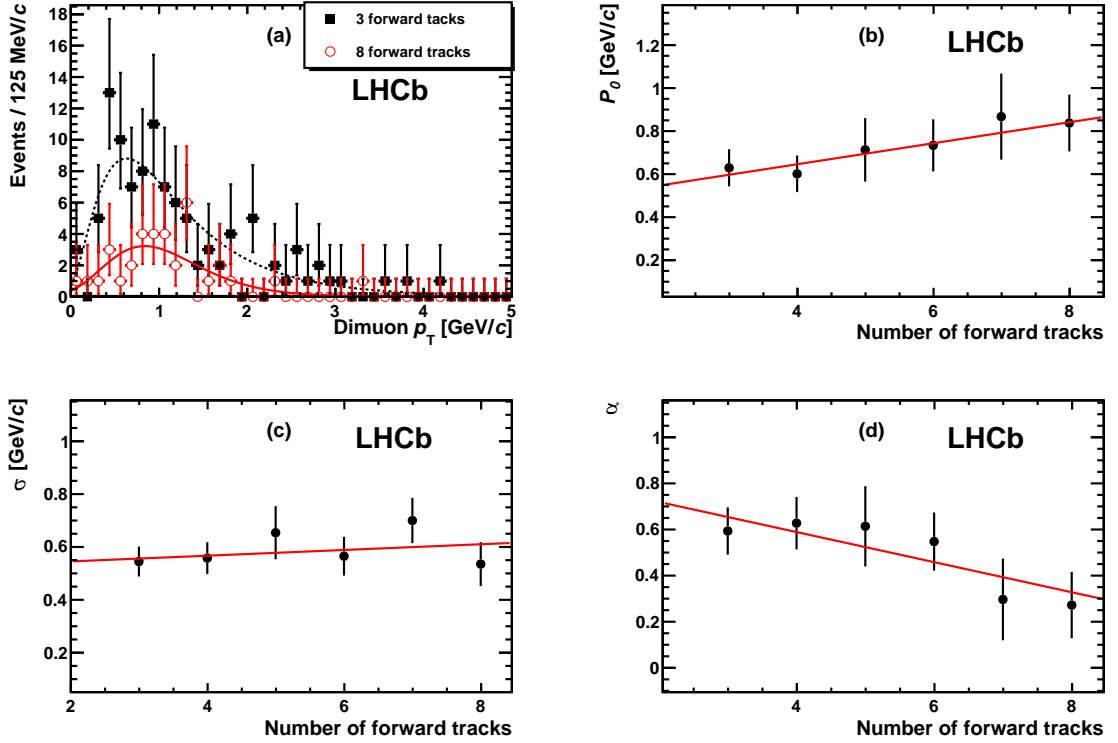 (a)
3 forward tacks
8 forward tracks
LHCb
Events / 125 MeV/c
18
16
14
12
10
8
6
4
2
0
0 1 2 3 4 5
Dimuon pT [GeV/c]
(b)
LHCb
P0 [GeV/c]
1.2
1
0.8
0.6
0.4
0.2
4 6 8
Number of forward tracks
(c)
LHCb
σ [GeV/c]
1
0.8
0.6
0.4
0.2
2 4 6 8
Number of forward tracks
(d)
LHCb
α
1
0.8
0.6
0.4
0.2
0
4 6 8
Number of forward tracks